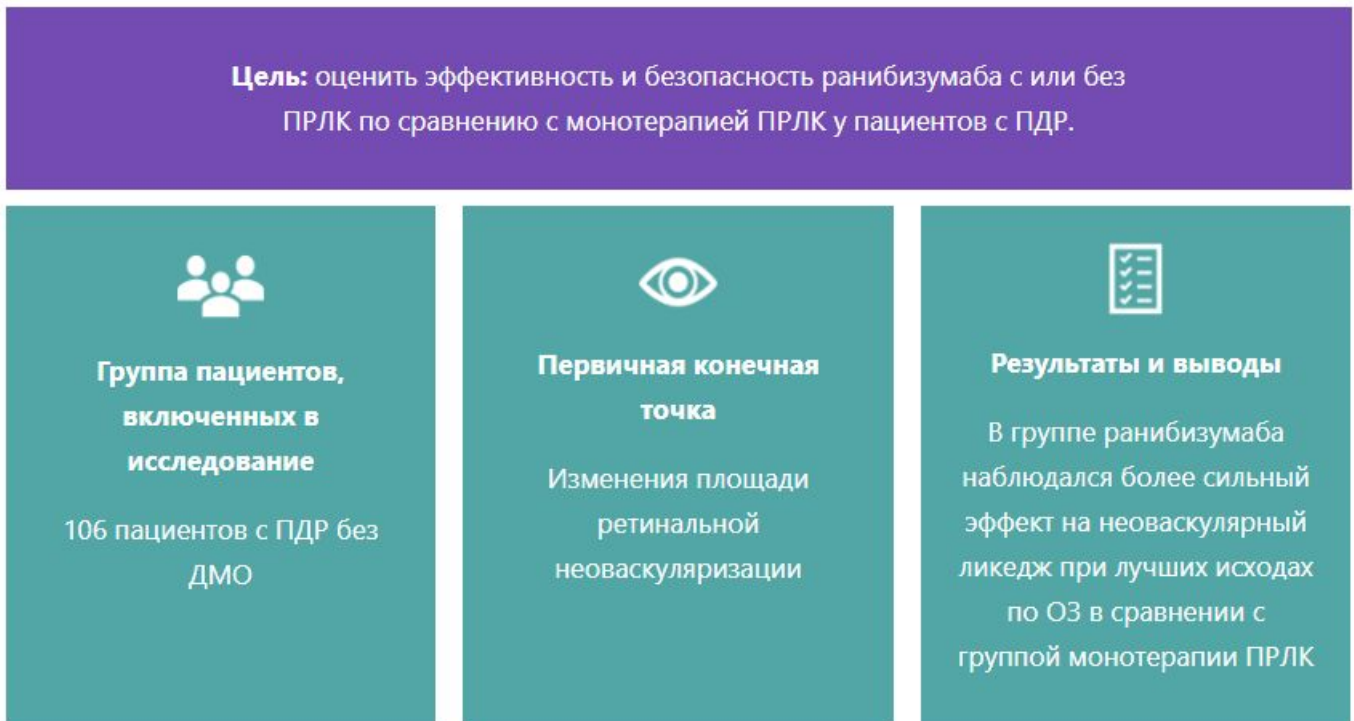 Цель: оценить эффективность и безопасность ранибизумаба с или без
ПРЛК по сравнению с монотерапией ПРЛК у пациентов с ПДР.
Группа пациентов,
включенных в
исследование
106 пациентов с ПДР без
ДМО
Первичная конечная
точка
Изменения площади
ретинальной
неоваскуляризации
Результаты и выводы
В группе ранибизумаба
наблюдался более сильный
эффект на неоваскулярный
ликедж при лучших исходах
по ОЗ в сравнении с
группой монотерапии ПРЛК